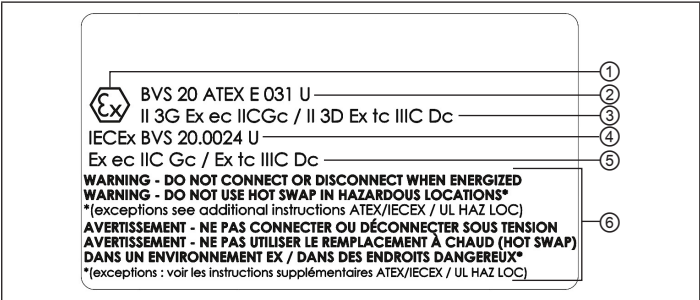 ①
Ex BVS 20 ATEX E 031 U ②
II 3G Ex ec IICGc / II 3D Ex tc IIIC Dc ③
IECEx BVS 20.0024 U ④
Ex ec IIC Gc / Ex tc IIIC Dc ⑤
WARNING - DO NOT CONNECT OR DISCONNECT WHEN ENERGIZED
WARNING - DO NOT USE HOT SWAP IN HAZARDOUS LOCATIONS*
*(exceptions see additional instructions ATEX/IECEX / UL HAZ LOC)
⑥
AVERTISSEMENT - NE PAS CONNECTER OU DÉCONNECTER SOUS TENSION
AVERTISSEMENT - NE PAS UTILISER LE REMPLACEMENT À CHAUD (HOT SWAP)
DANS UN ENVIRONNEMENT EX / DANS DES ENDROITS DANGEREUX*
*(exceptions : voir les instructions supplémentaires ATEX/IECEX / UL HAZ LOC)